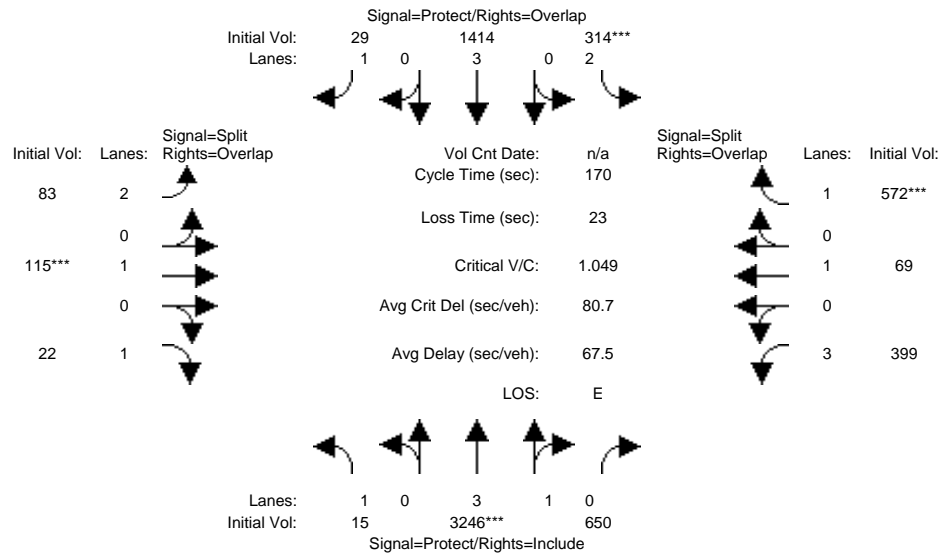 Signal=Protect/Rights=Overlap
Initial Vol: 29 1414 314***
Lanes: 1 0 3 0 2
Signal=Split
Rights=Overlap
Initial Vol: Lanes:
Vol Cnt Date: n/a
Signal=Split
Rights=Overlap
Lanes: Initial Vol:
Cycle Time (sec): 170
83 2
1 572***
Loss Time (sec): 23
0
0
115*** 1
Critical V/C: 1.049
1 69
0
Avg Crit Del (sec/veh): 80.7
0
22 1
Avg Delay (sec/veh): 67.5
3 399
LOS: E
Lanes: 1 0 3 1 0
Initial Vol: 15 3246*** 650
Signal=Protect/Rights=Include